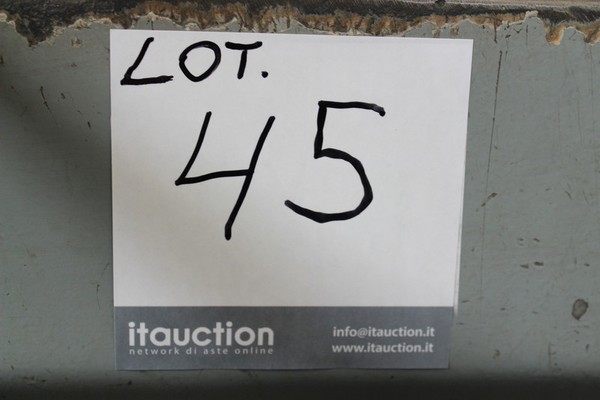 LOT.
45
itauction
network di aste online
info@itauction.it
www.itauction.it